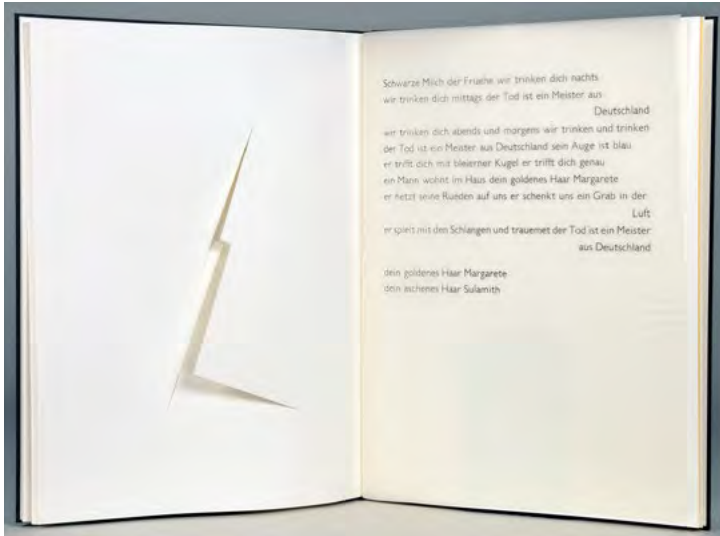 Schwarze Milch der Fruehe wir trinken dich nachts
wir trinken dich mittags der Tod ist ein Meister aus
Deutschland
wir trinken dich abends und morgens wir trinken und trinken
der Tod ist ein Meister aus Deutschland sein Auge ist blau
er trifft dich mit bleierner Kugel er trifft dich genau
ein Mann wohnt im Haus dein goldenes Haar Margarete
er hetzt seine Rueden auf uns er schenkt uns ein Grab in der
Luft
er spielt mit den Schlangen und traeumet der Tod ist ein Meister
aus Deutschland
dein goldenes Haar Margarete
dein aschenes Haar Sulamith